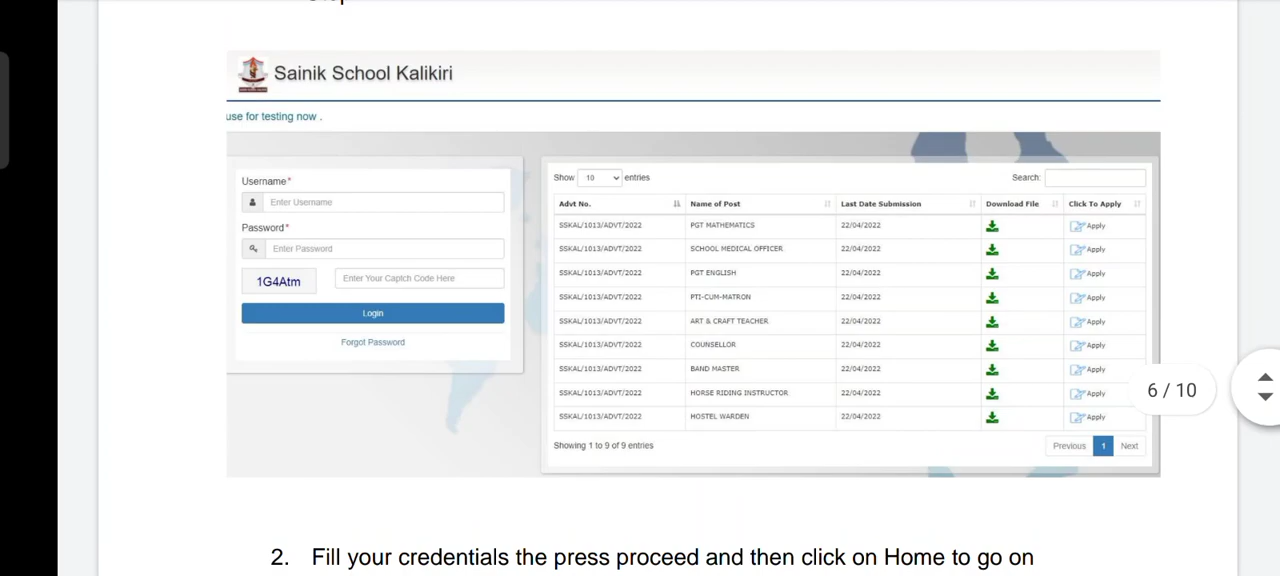 Sainik School Kalikiri
use for testing now .
Username*
Enter Username
Password*
Enter Password
1G4Atm
Enter Your Captch Code Here
Login
Forgot Password
Show 10 entries
Search:
Advt No. Name of Post Last Date Submission Download File Click To Apply
SSKAL/1013/ADVT/2022 PGT MATHEMATICS 22/04/2022 Apply
SSKAL/1013/ADVT/2022 SCHOOL MEDICAL OFFICER 22/04/2022 Apply
SSKAL/1013/ADVT/2022 PGT ENGLISH 22/04/2022 Apply
SSKAL/1013/ADVT/2022 PTI-CUM-MATRON 22/04/2022 Apply
SSKAL/1013/ADVT/2022 ART & CRAFT TEACHER 22/04/2022 Apply
SSKAL/1013/ADVT/2022 COUNSELLOR 22/04/2022 Apply
SSKAL/1013/ADVT/2022 BAND MASTER 22/04/2022 Apply
SSKAL/1013/ADVT/2022 HORSE RIDING INSTRUCTOR 22/04/2022 Apply
SSKAL/1013/ADVT/2022 HOSTEL WARDEN 22/04/2022 Apply
Showing 1 to 9 of 9 entries
Previous 1 Next
6 / 10
2. Fill your credentials the press proceed and then click on Home to go on